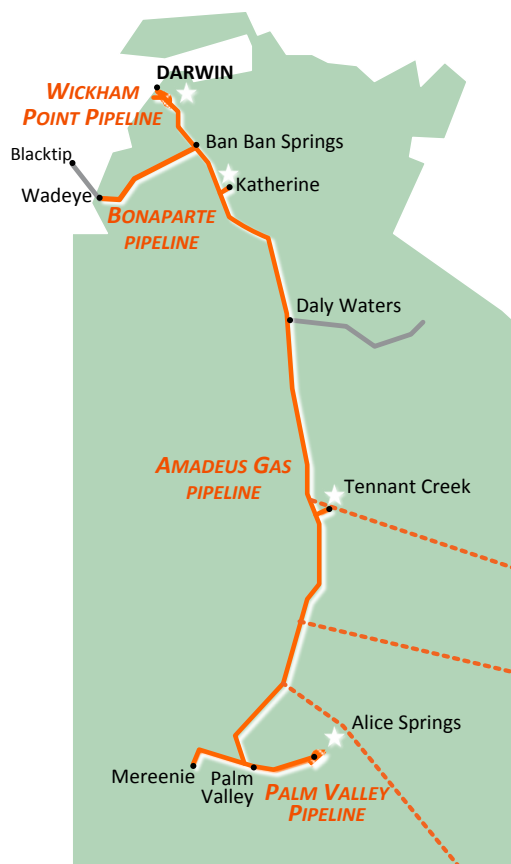 DARWIN
WICKHAM
POINT PIPELINE
Ban Ban Springs
Blacktip
Katherine
Wadeye
BONAPARTE
PIPELINE
Daly Waters
AMADEUS GAS
PIPELINE
Tennant Creek
Alice Springs
Mereenie
Palm
Valley
PALM VALLEY
PIPELINE